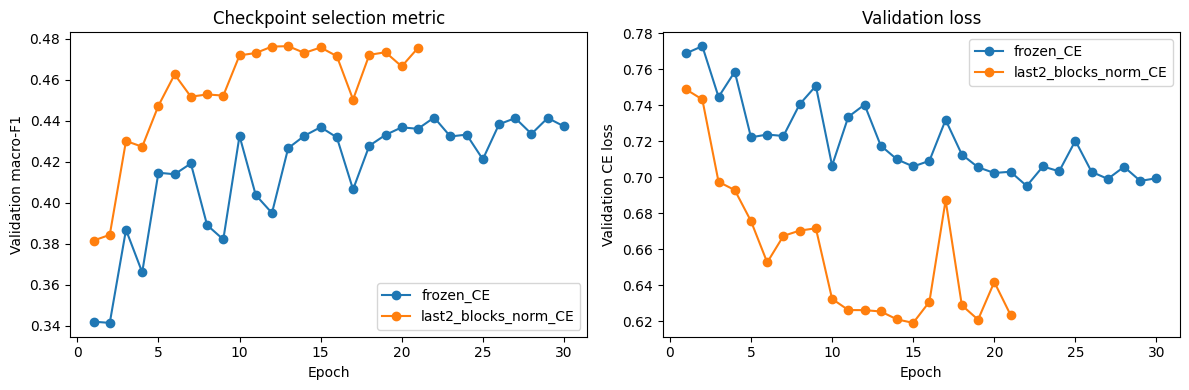 Checkpoint selection metric
Validation macro-F1
0.48
0.46
0.44
0.42
0.40
0.38
0.36
0.34
0 5 10 15 20 25 30
Epoch
frozen_CE
last2_blocks_norm_CE
Validation loss
Validation CE loss
0.78
0.76
0.74
0.72
0.70
0.68
0.66
0.64
0.62
0 5 10 15 20 25 30
Epoch
frozen_CE
last2_blocks_norm_CE